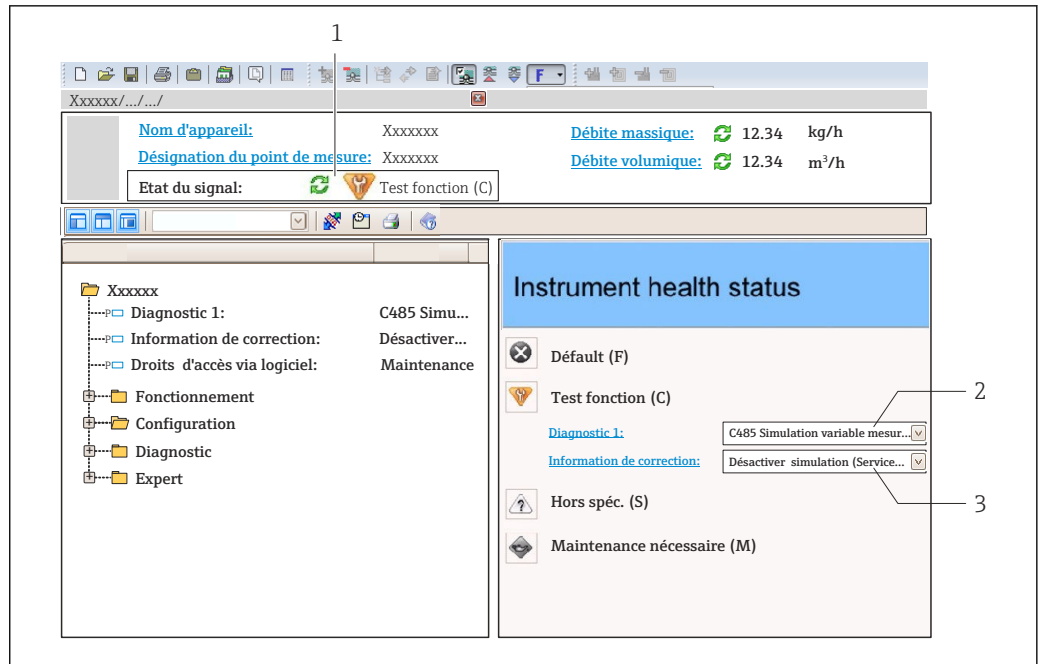 1
F
Xxxxxx/.../.../
Nom d'appareil: Xxxxxxx Débite massique: 12.34 kg/h
Désignation du point de mesure: Xxxxxxx Débite volumique: 12.34 m³/h
Etat du signal: Test fonction (C)
Xxxxxx
Diagnostic 1: C485 Simu...
Information de correction: Désactiver...
Droits d'accès via logiciel: Maintenance
Fonctionnement
Configuration
Diagnostic
Expert
Instrument health status
Défault (F)
Test fonction (C)
Diagnostic 1: C485 Simulation variable mesur...
2
Information de correction: Désactiver simulation (Service...
3
Hors spéc. (S)
Maintenance nécessaire (M)